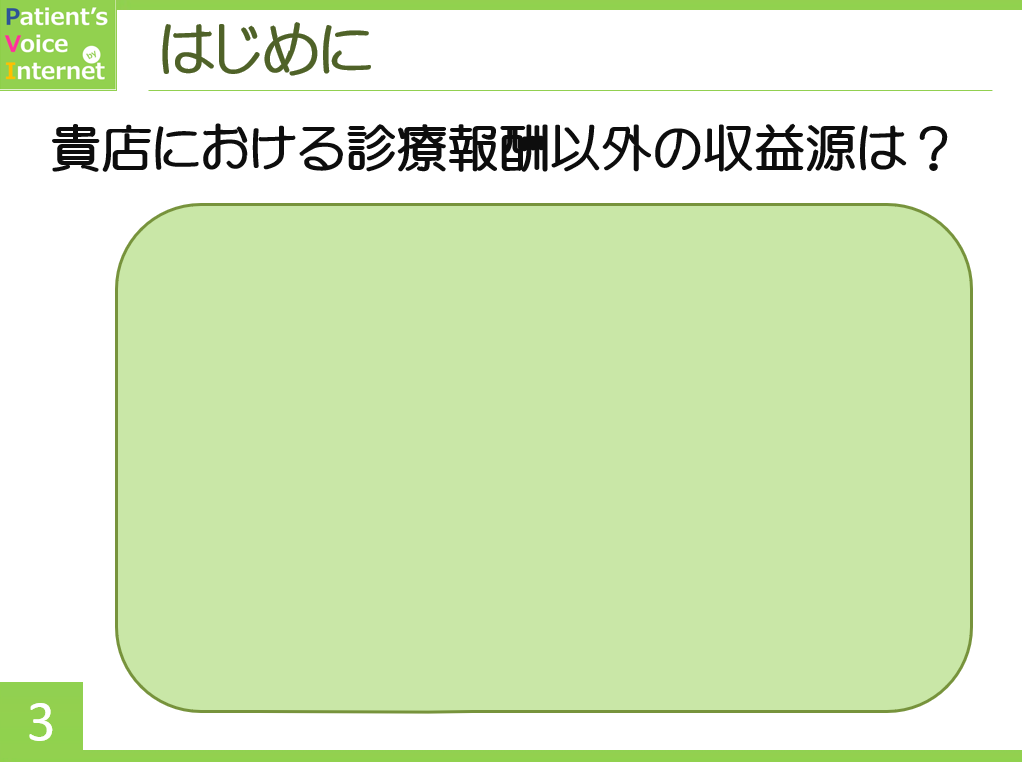 Patient's
Voice
by
Internet
はじめに
貴店における診療報酬以外の収益源は？
3